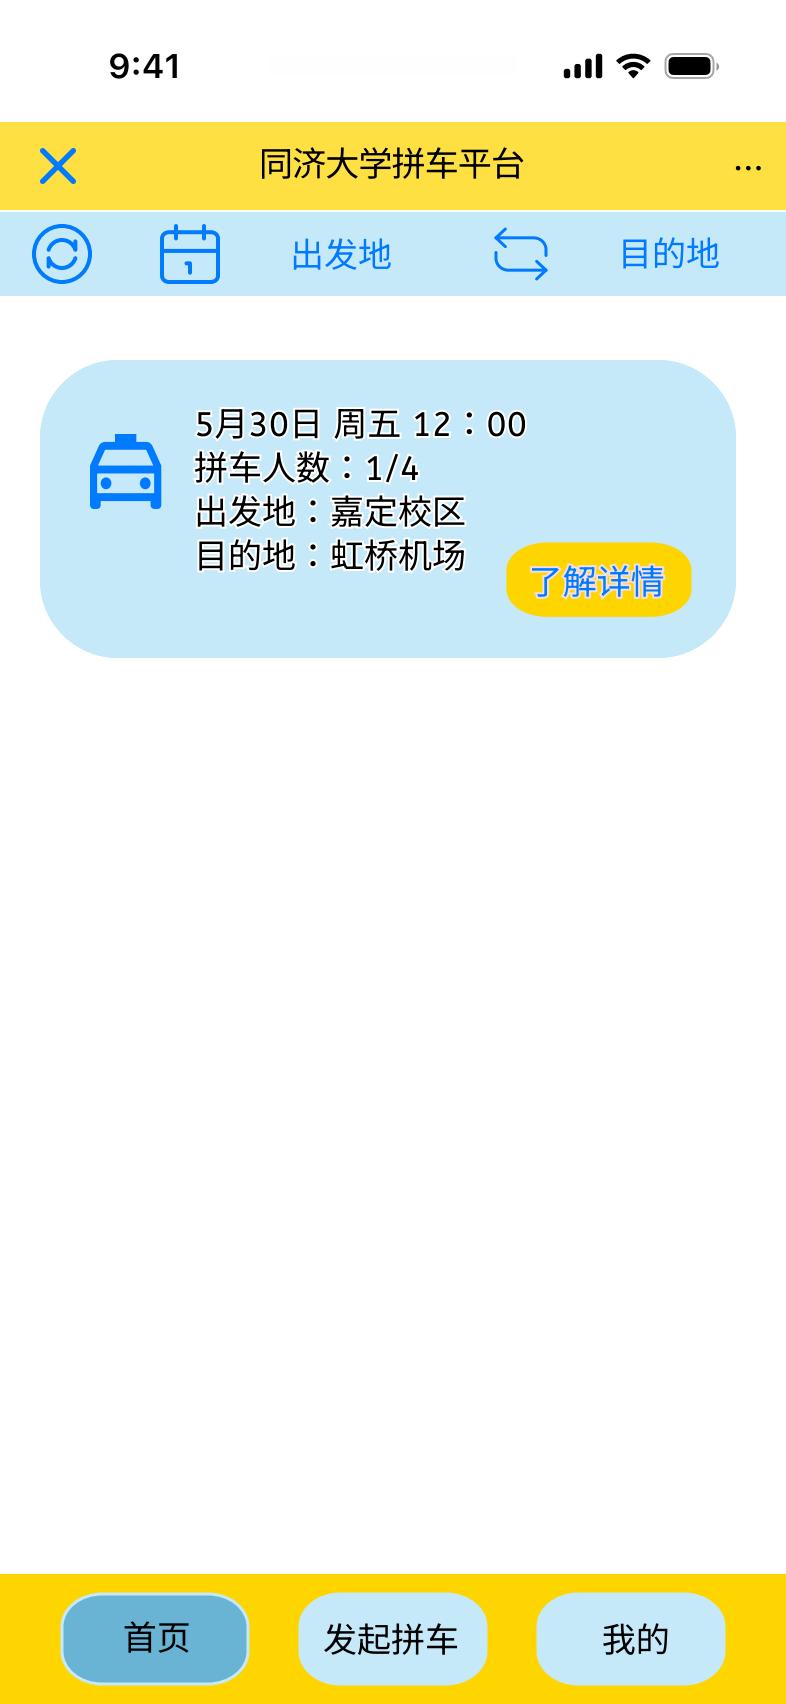 9:41
同济大学拼车平台
...
1 出发地 目的地
5月30日 周五 12：00
拼车人数：1/4
出发地：嘉定校区
目的地：虹桥机场
了解详情
首页 发起拼车 我的